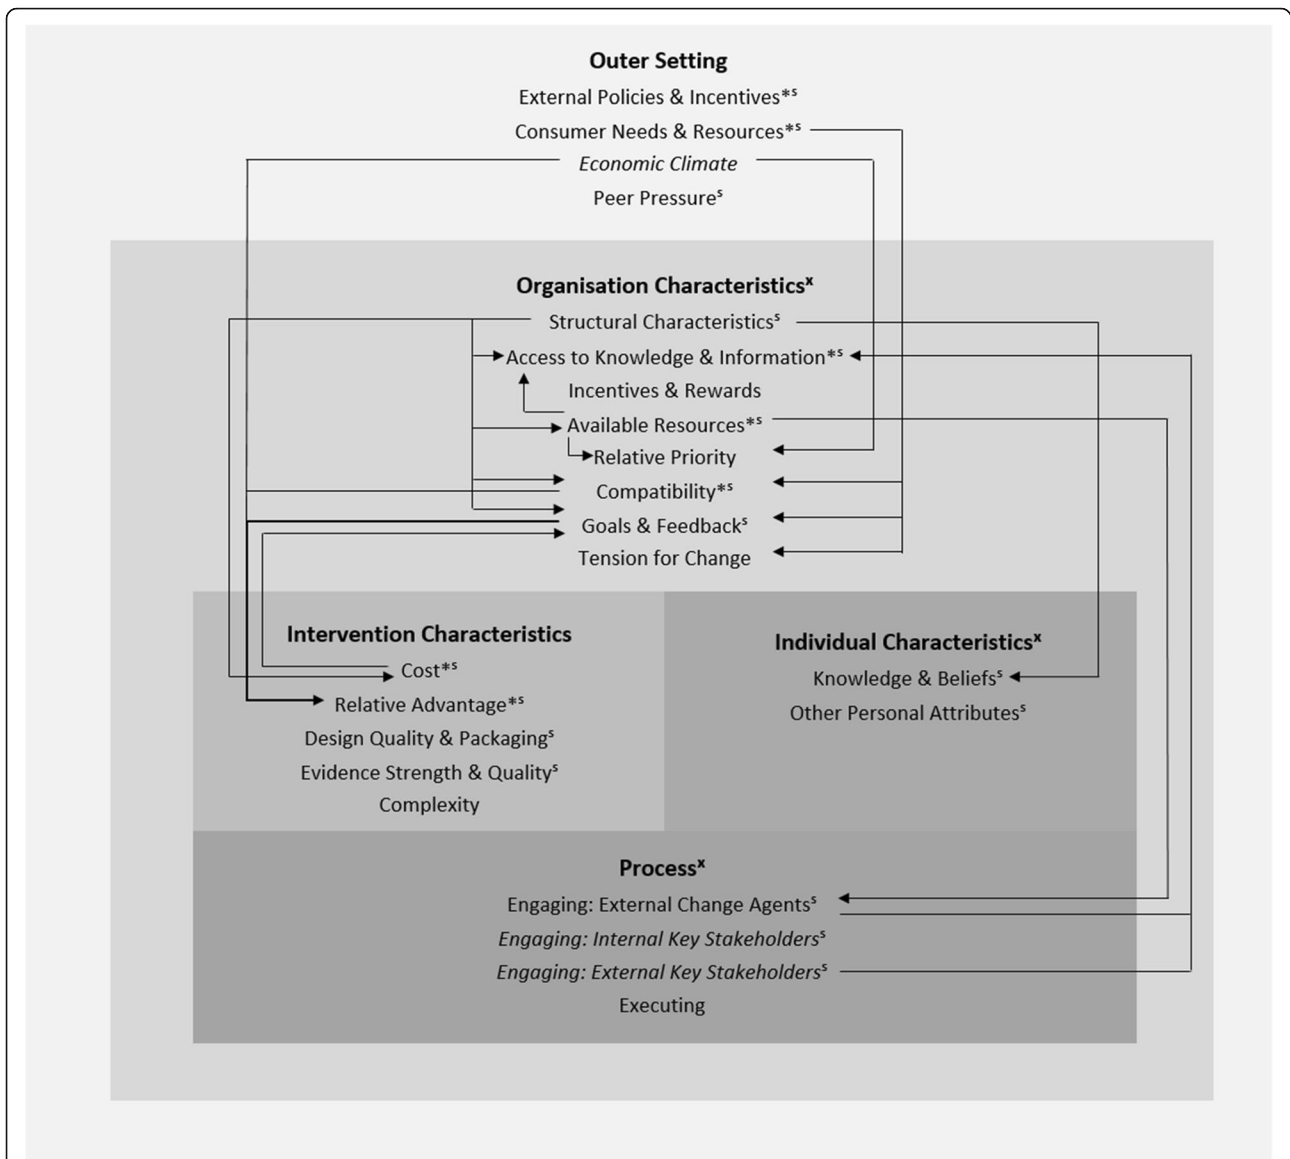 Outer Setting
External Policies & Incentives*ˢ
Consumer Needs & Resources*ˢ
Economic Climate
Peer Pressureˢ
Organisation Characteristicsˣ
Structural Characteristicsˢ
Access to Knowledge & Information*ˢ
Incentives & Rewards
Available Resources*ˢ
Relative Priority
Compatibility*ˢ
Goals & Feedbackˢ
Tension for Change
Intervention Characteristics
Cost*ˢ
Relative Advantage*ˢ
Design Quality & Packagingˢ
Evidence Strength & Qualityˢ
Complexity
Individual Characteristicsˣ
Knowledge & Beliefsˢ
Other Personal Attributesˢ
Processˣ
Engaging: External Change Agentsˢ
Engaging: Internal Key Stakeholdersˢ
Engaging: External Key Stakeholdersˢ
Executing